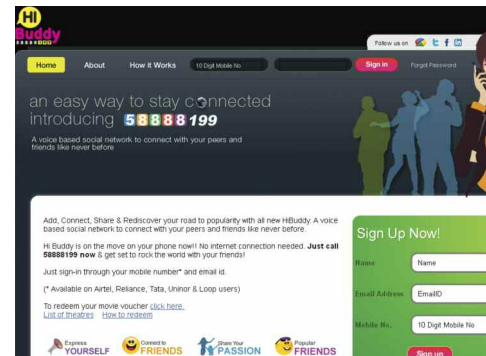 Hi
Buddy
58888199
Follow us on
Home About How it Works 10 Digit Mobile No Sign in Forgot Password
an easy way to stay connected
introducing 58888199
A voice based social network to connect with your peers and
friends like never before
Add, Connect, Share & Rediscover your road to popularity with all new HiBuddy. A voice
based social network to connect with your peers and friends like never before.
Hi Buddy is on the move on your phone now!! No internet connection needed. Just call
58888199 now & get set to rock the world with your friends!
Just sign-in through your mobile number* and email id.
(* Available on Airtel, Reliance, Tata, Uninor & Loop users)
To redeem your movie voucher click here.
List of theatres How to redeem
Express
YOURSELF
Connect to
FRIENDS
Share Your
PASSION
Popular
FRIENDS
Sign Up Now!
Name Name
Email Address EmailID
Mobile No. 10 Digit Mobile No
Sign up